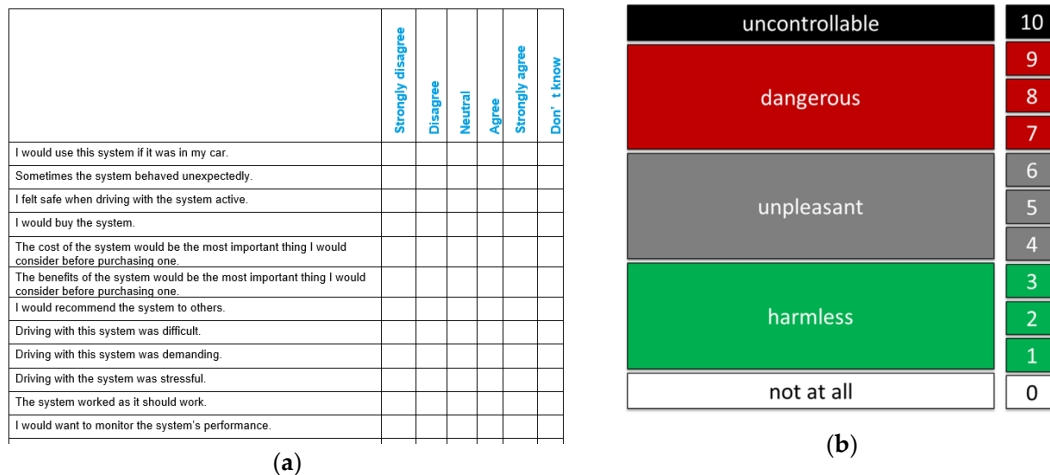 Strongly disagree
Disagree
Neutral
Agree
Strongly agree
Don' t know
I would use this system if it was in my car.
Sometimes the system behaved unexpectedly.
I felt safe when driving with the system active.
I would buy the system.
The cost of the system would be the most important thing I would
consider before purchasing one.
The benefits of the system would be the most important thing I would
consider before purchasing one.
I would recommend the system to others.
Driving with this system was difficult.
Driving with this system was demanding.
Driving with the system was stressful.
The system worked as it should work.
I would want to monitor the system's performance.
(a)
uncontrollable 10
9
dangerous 8
7
6
unpleasant 5
4
3
harmless 2
1
not at all 0
(b)